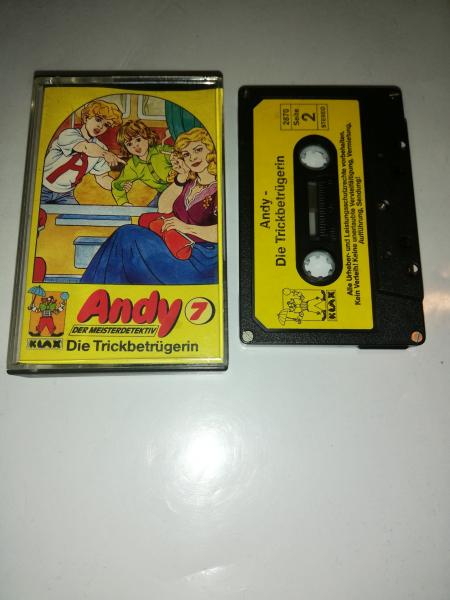 A
Andy 7
DER MEISTERDETEKTIV
KLAX Die Trickbetrügerin
2670
Seite 2
STEREO
Andy -
Die Trickbetrügerin
KLAX
Alle Urheber- und Leistungsschutzrechte vorbehalten.
Kein Verleih! Keine unerlaubte Vervielfältigung, Vermietung,
Aufführung, Sendung!